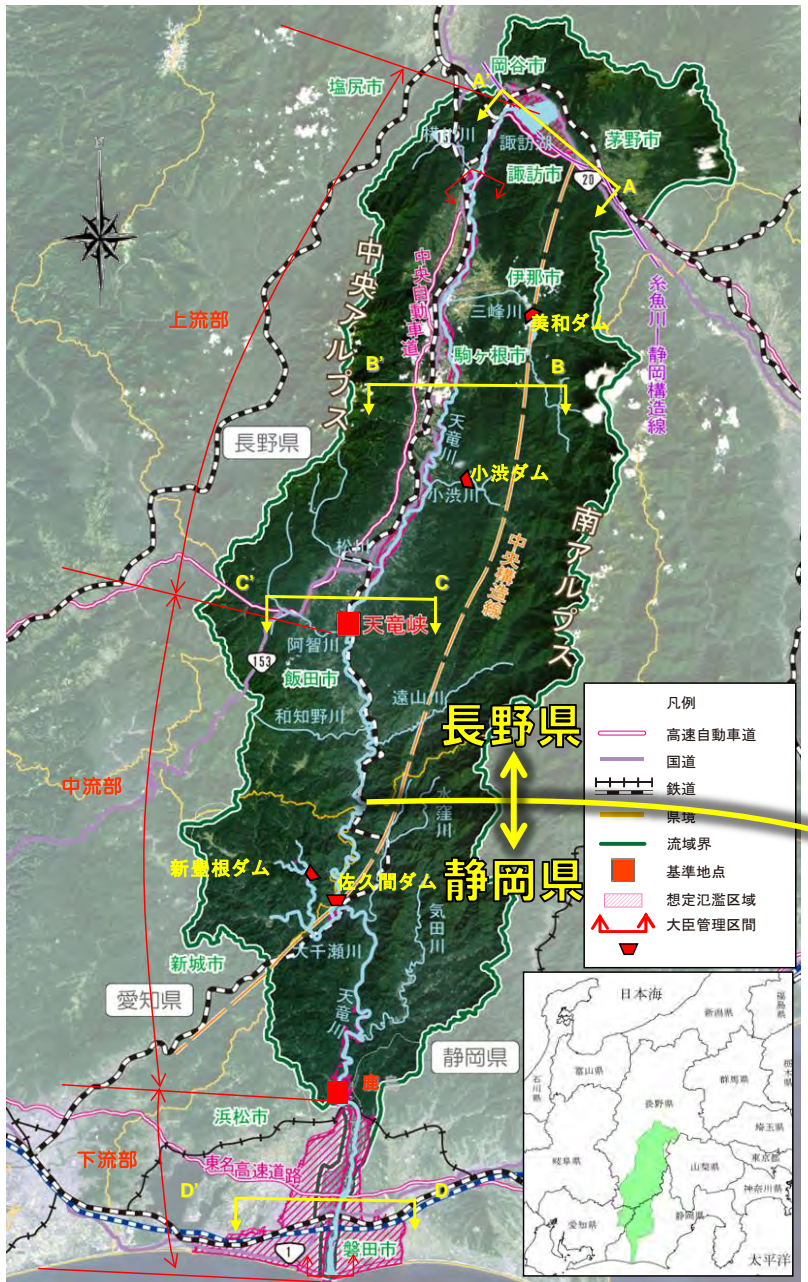 岡谷市
A'
塩尻市
諏訪湖
茅野市
諏訪市
20
A
中央アルプス
中央自動車道
伊那市
三峰川
美和ダム
糸魚川―静岡構造線
上流部
駒ヶ根市
B'
B
長野県
天竜川
小渋ダム
小渋川
南アルプス
松川
中央構造線
C'
C
天竜峡
阿智川
153
飯田市
遠山川
和知野川
長野県
静岡県
中流部
水窪川
新豊根ダム
佐久間ダム
気田川
大千瀬川
新城市
愛知県
天竜川
静岡県
鹿
浜松市
下流部
東名高速道路
D'
D
1
磐田市
凡例
高速自動車道
国道
鉄道
県境
流域界
基準地点
想定氾濫区域
大臣管理区間
日本海
福島県
新潟県
栃木県
富山県
石川県
群馬県
長野県
埼玉県
岐阜県
東京都
山梨県
神奈川県
愛知県
静岡県
太平洋